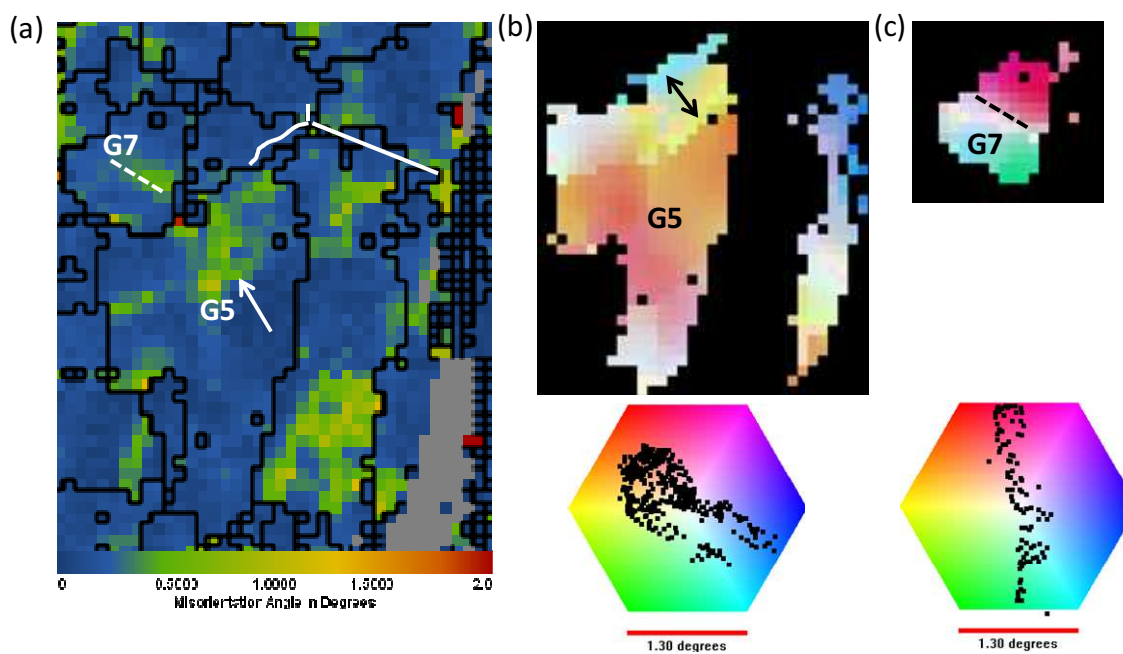 (a)
(b)
(c)
G7
G5
G5
G7
0 0.5000 1.0000 1.5000 2.0
Misorientation Angle in Degrees
1.30 degrees
1.30 degrees